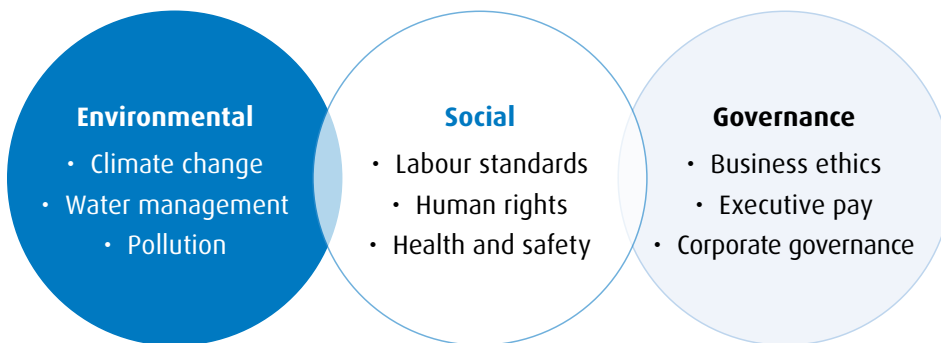 Environmental
• Climate change
• Water management
• Pollution
Social
• Labour standards
• Human rights
• Health and safety
Governance
• Business ethics
• Executive pay
• Corporate governance